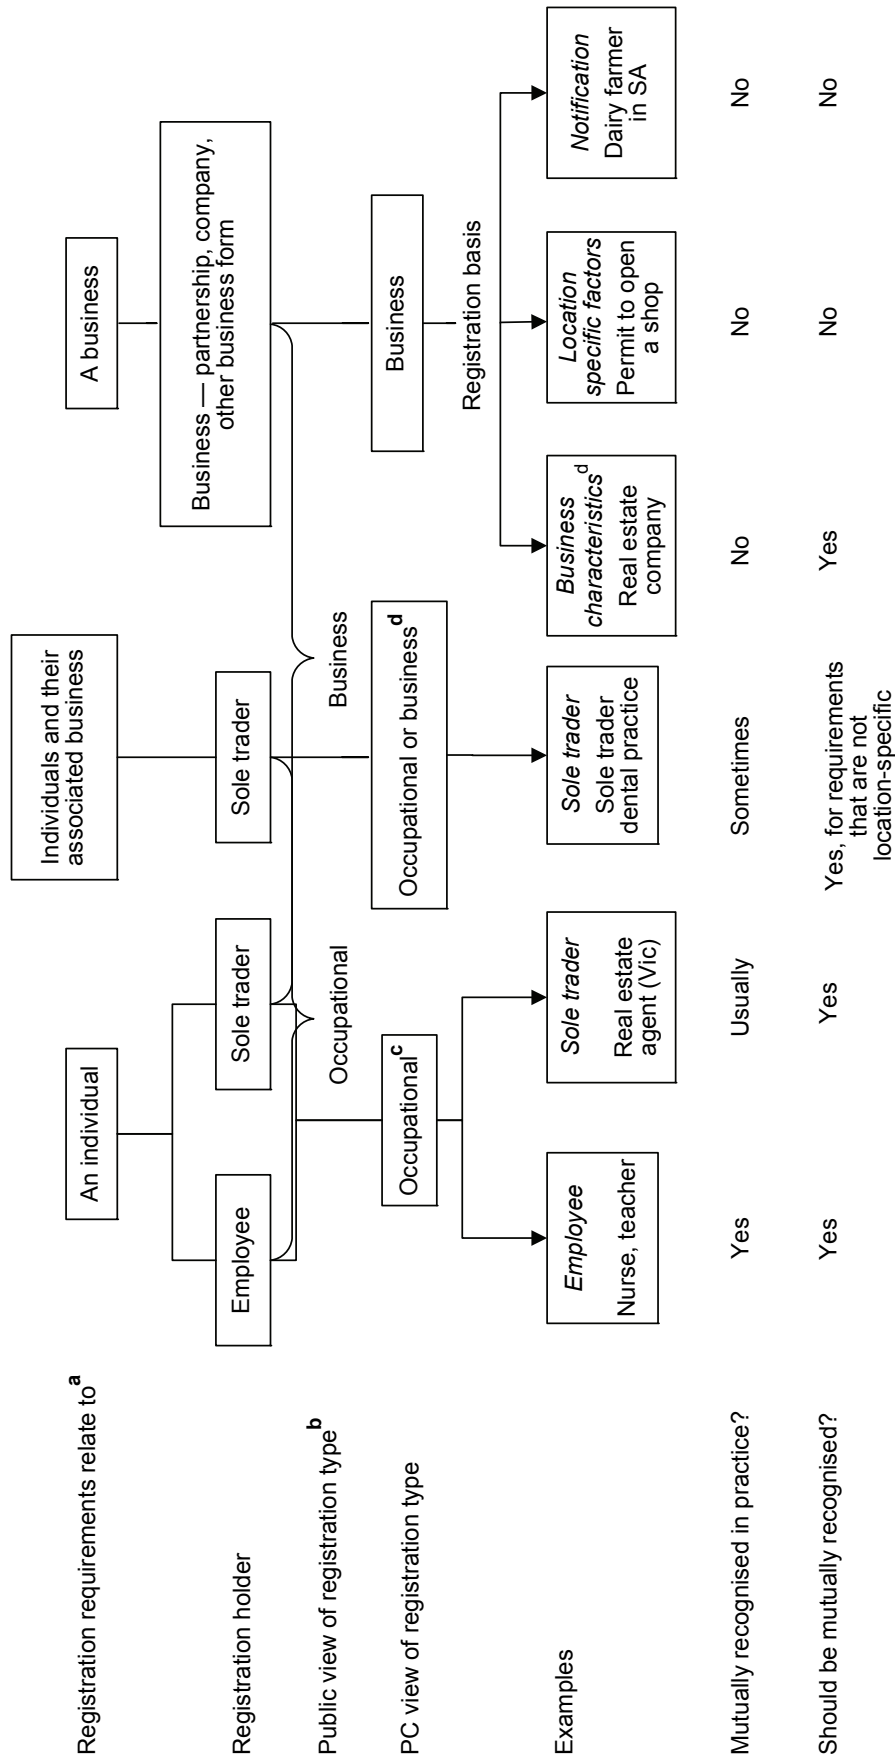 Registration requirements relate to a
An individual
Individuals and their
associated business
A business
Registration holder
Employee
Sole trader
Sole trader
Business — partnership, company,
other business form
Public view of registration type b
Occupational
Business
PC view of registration type
Occupational c
Occupational or business d
Business
Registration basis
Examples
Employee
Nurse, teacher
Sole trader
Real estate
agent (Vic)
Sole trader
Sole trader
dental practice
Business
characteristics d
Real estate
company
Location
specific factors
Permit to open
a shop
Notification
Dairy farmer
in SA
Mutually recognised in practice?
Yes
Usually
Sometimes
No
No
No
Should be mutually recognised?
Yes
Yes
Yes, for requirements
that are not
location-specific
Yes
No
No